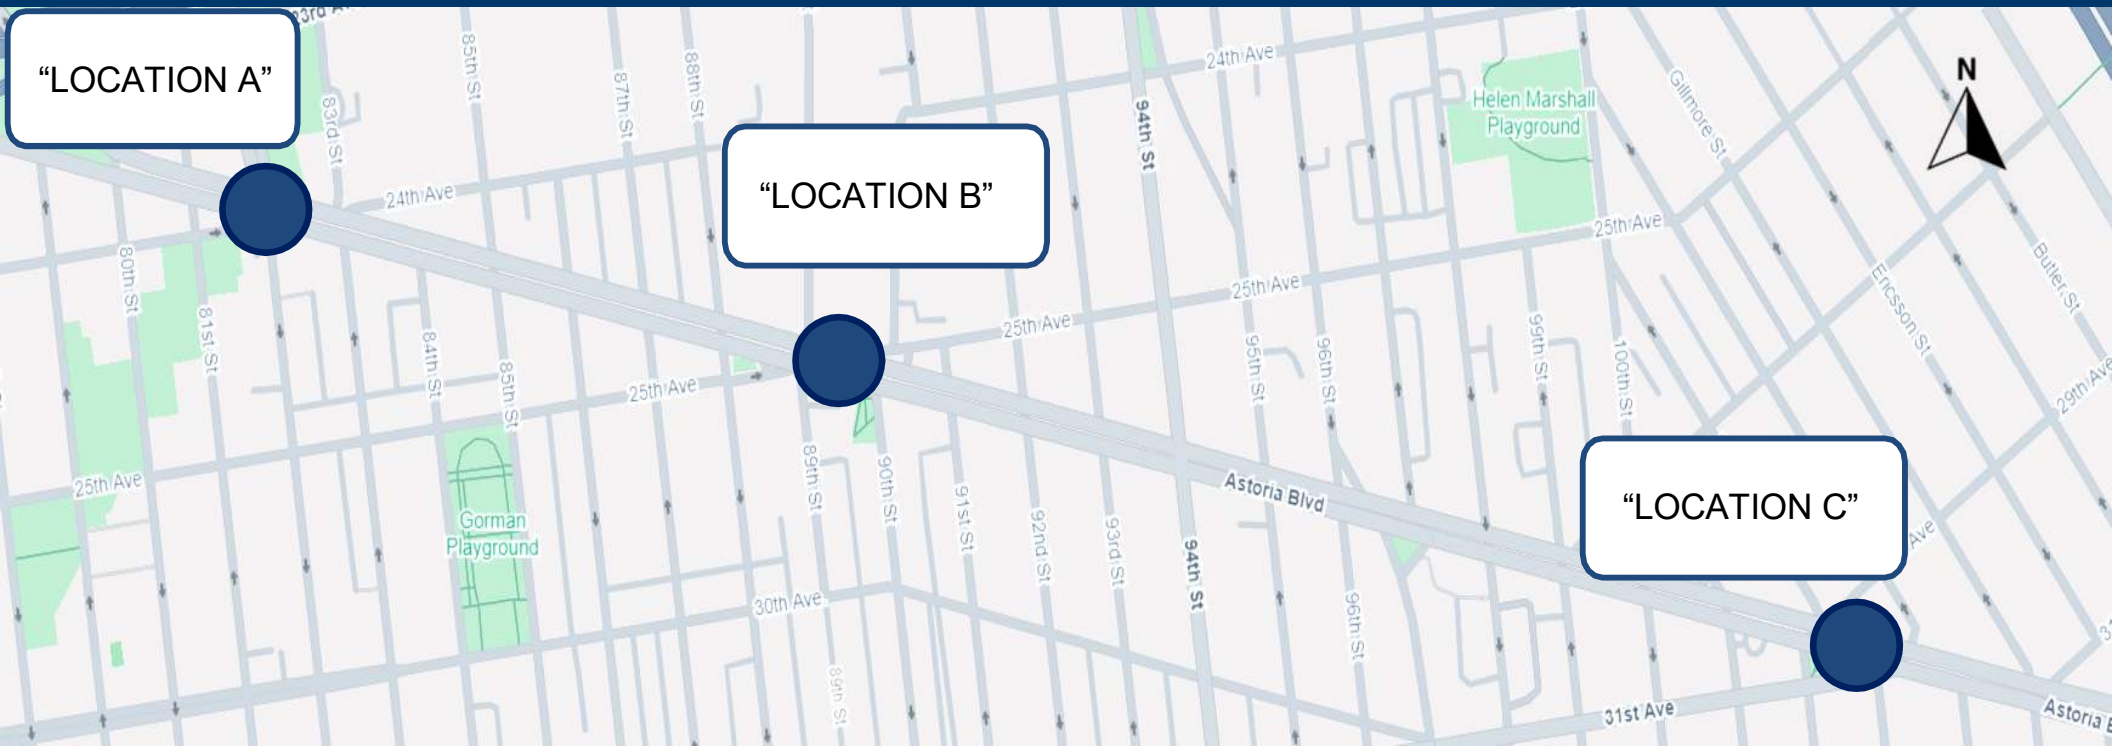 23rd A
“LOCATION A”
85th St
88th St
87th St
83rd St
24th Ave
94th St
Helen Marshall
Playground
Gillmore St
N
24th Ave
“LOCATION B”
25th Ave
80th St
Butler St
81st St
84th St
85th St
25th Ave
25th Ave
95th St
96th St
99th St
100th St
Ericsson St
25th Ave
29th Ave
25th Ave
Gorman
Playground
89th St
90th St
91st St
92nd St
93rd St
94th St
Astoria Blvd
“LOCATION C”
Ave
30th Ave
96th St
89th St
31st Ave
Astoria B